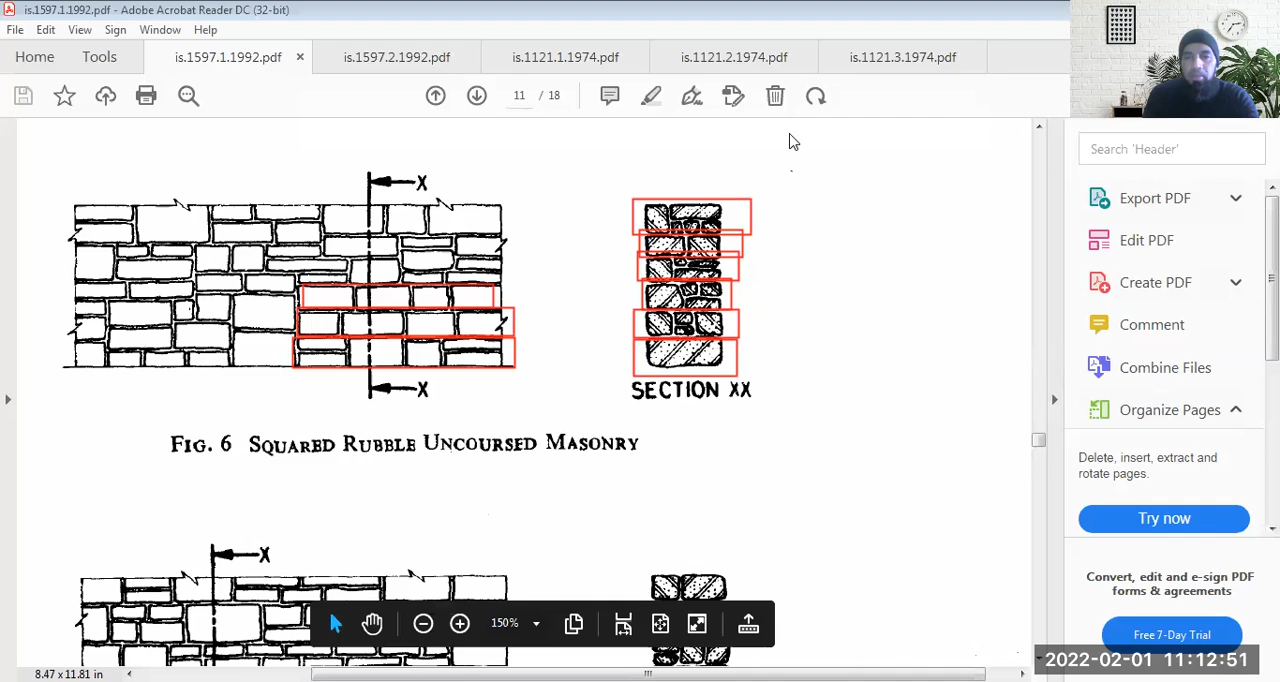 is.1597.1.1992.pdf - Adobe Acrobat Reader DC (32-bit)
File Edit View Sign Window Help
Home Tools is.1597.1.1992.pdf × is.1597.2.1992.pdf is.1121.1.1974.pdf is.1121.2.1974.pdf is.1121.3.1974.pdf
11 / 18
Search 'Header'
X
Export PDF
Edit PDF
Create PDF
Comment
Combine Files
X
SECTION XX
Organize Pages
FIG. 6 SQUARED RUBBLE UNCOURSED MASONRY
Delete, insert, extract and
rotate pages.
Try now
X
Convert, edit and e-sign PDF
forms & agreements
150%
Free 7-Day Trial
2022-02-01 11:12:51
8.47 x 11.81 in